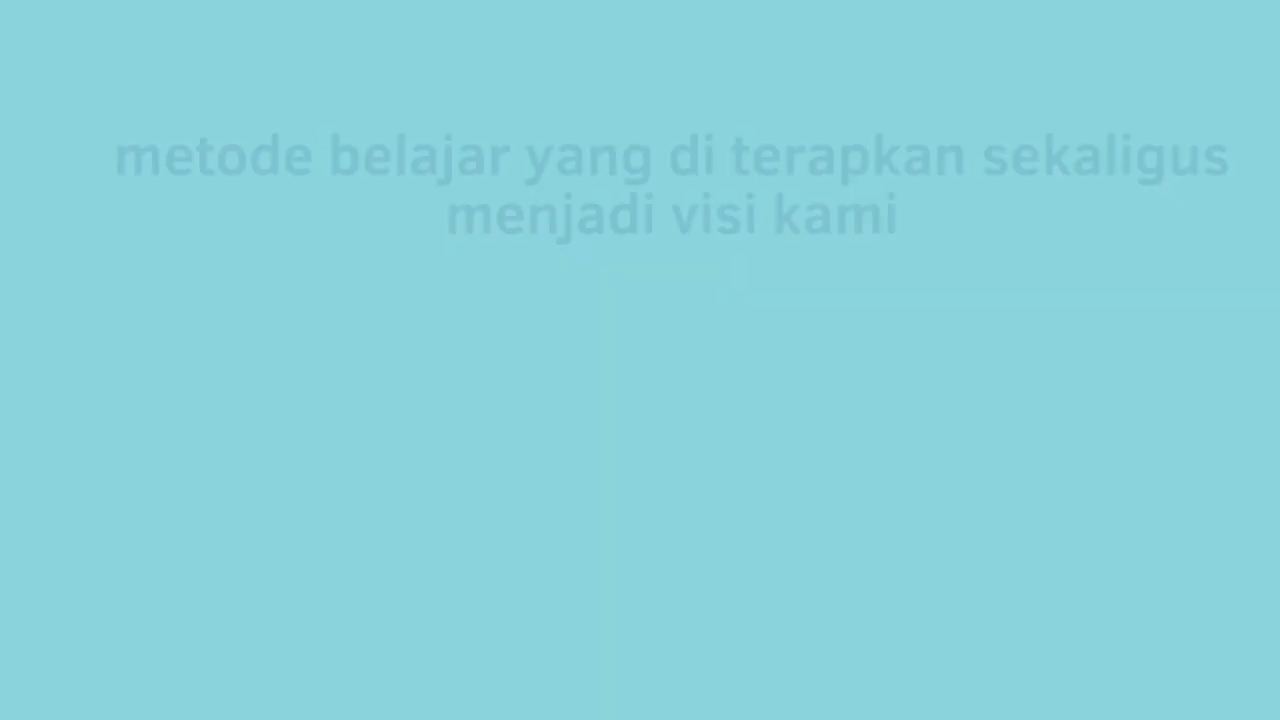 metode belajar yang di terapkan sekaligus
menjadi visi kami